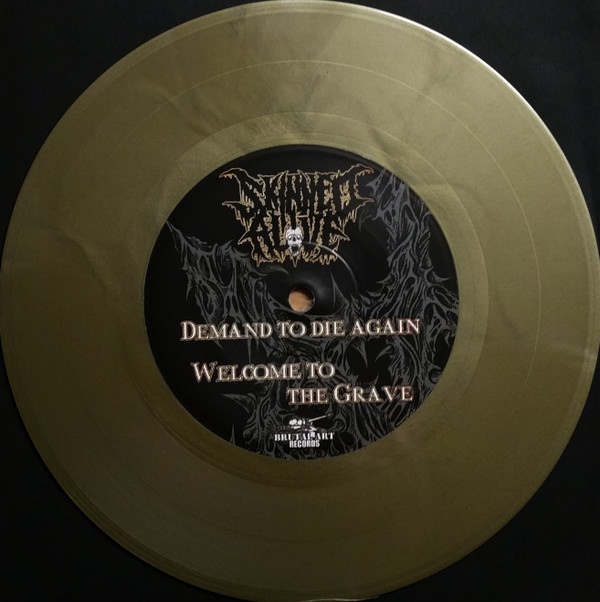 SKINNED
ALIVE
DEMAND TO DIE AGAIN
WELCOME TO
THE GRAVE
BRUTAL ART
RECORDS